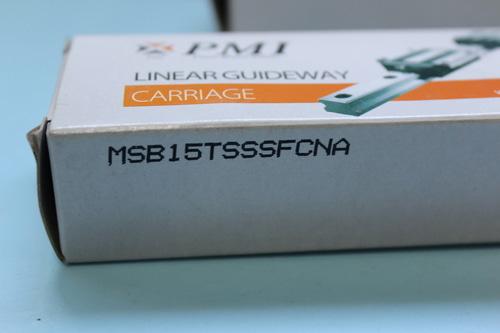 PMI
LINEAR GUIDEWAY
CARRIAGE
MSB15TSSSFCNA